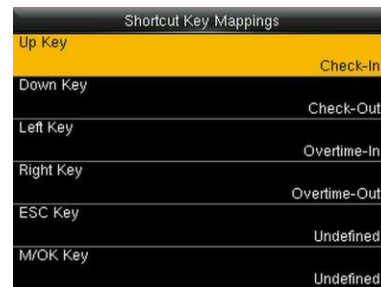 Shortcut Key Mappings
Up Key
Check-In
Down Key
Check-Out
Left Key
Overtime-In
Right Key
Overtime-Out
ESC Key
Undefined
M/OK Key
Undefined